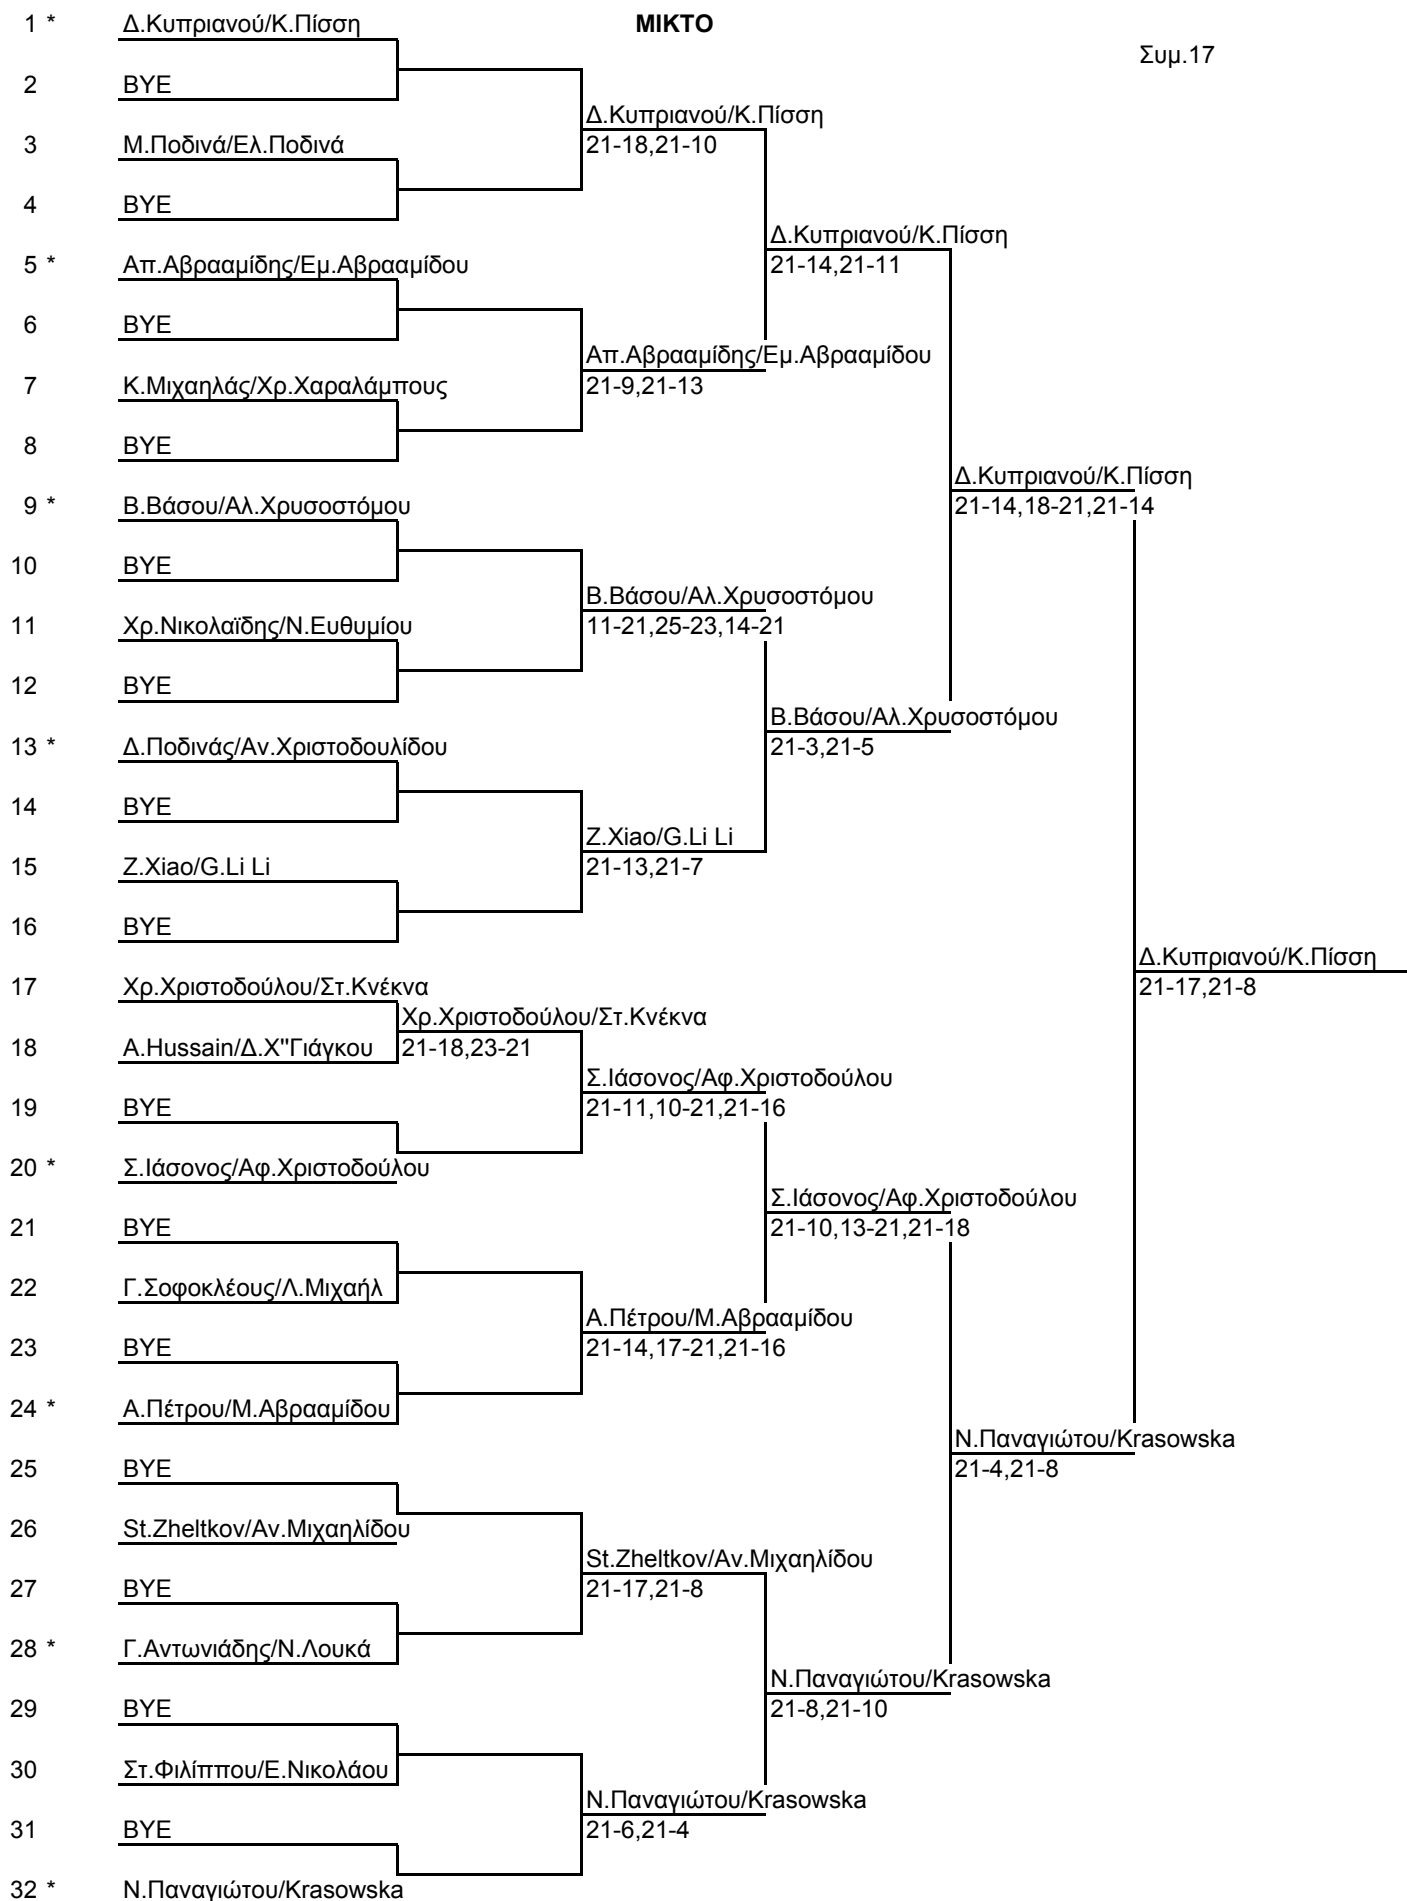 1 * Δ.Κυπριανού/Κ.Πίσση ΜΙΚΤΟ
Συμ.17
2 BYE
Δ.Κυπριανού/Κ.Πίσση
3 Μ.Ποδινά/Ελ.Ποδινά 21-18,21-10
4 BYE
Δ.Κυπριανού/Κ.Πίσση
5 * Απ.Αβρααμίδης/Εμ.Αβρααμίδου 21-14,21-11
6 BYE
Απ.Αβρααμίδης/Εμ.Αβρααμίδου
7 Κ.Μιχαηλάς/Χρ.Χαραλάμπους 21-9,21-13
8 BYE
Δ.Κυπριανού/Κ.Πίσση
9 * Β.Βάσου/Αλ.Χρυσοστόμου 21-14,18-21,21-14
10 BYE
Β.Βάσου/Αλ.Χρυσοστόμου
11 Χρ.Νικολαϊδης/Ν.Ευθυμίου 11-21,25-23,14-21
12 BYE
Β.Βάσου/Αλ.Χρυσοστόμου
13 * Δ.Ποδινάς/Αν.Χριστοδουλίδου 21-3,21-5
14 BYE
Z.Xiao/G.Li Li
15 Z.Xiao/G.Li Li 21-13,21-7
16 BYE
Δ.Κυπριανού/Κ.Πίσση
17 Χρ.Χριστοδούλου/Στ.Κνέκνα 21-17,21-8
Χρ.Χριστοδούλου/Στ.Κνέκνα
18 A.Hussain/Δ.Χ"Γιάγκου 21-18,23-21
Σ.Ιάσονος/Αφ.Χριστοδούλου
19 BYE 21-11,10-21,21-16
20 * Σ.Ιάσονος/Αφ.Χριστοδούλου
Σ.Ιάσονος/Αφ.Χριστοδούλου
21 BYE 21-10,13-21,21-18
22 Γ.Σοφοκλέους/Λ.Μιχαήλ
Α.Πέτρου/Μ.Αβρααμίδου
23 BYE 21-14,17-21,21-16
24 * Α.Πέτρου/Μ.Αβρααμίδου
Ν.Παναγιώτου/Krasowska
25 BYE 21-4,21-8
26 St.Zheltkov/Αν.Μιχαηλίδου
St.Zheltkov/Αν.Μιχαηλίδου
27 BYE 21-17,21-8
28 * Γ.Αντωνιάδης/Ν.Λουκά
Ν.Παναγιώτου/Krasowska
29 BYE 21-8,21-10
30 Στ.Φιλίππου/Ε.Νικολάου
Ν.Παναγιώτου/Krasowska
31 BYE 21-6,21-4
32 * Ν.Παναγιώτου/Krasowska